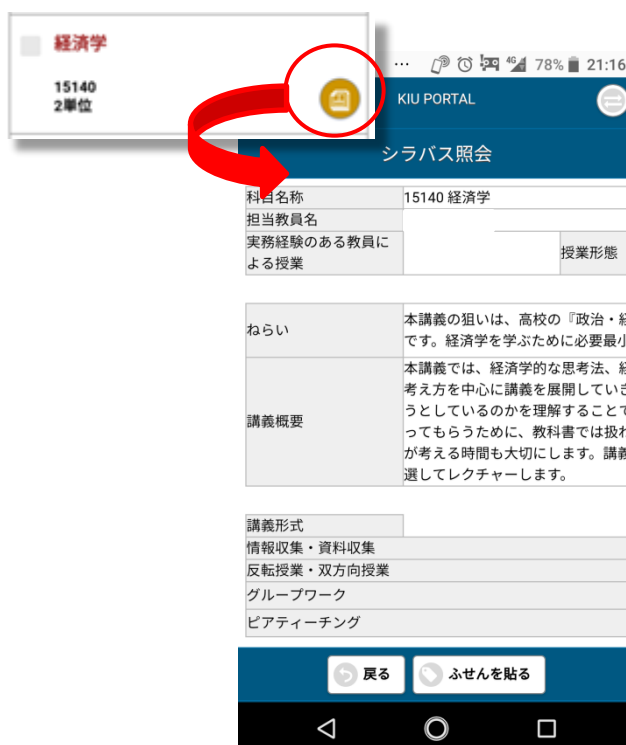 経済学
15140
2単位
… 4G 78% 21:16
KIU PORTAL
シラバス照会
科目名称 15140 経済学
担当教員名
実務経験のある教員に
よる授業 授業形態
ねらい
本講義の狙いは、高校の『政治・経
です。経済学を学ぶために必要最小
講義概要
本講義では、経済学的な思考法、経
考え方を中心に講義を展開していき
うとしているのかを理解することで
ってもらうために、教科書では扱わ
が考える時間も大切にします。講義
選してレクチャーします。
講義形式
情報収集・資料収集
反転授業・双方向授業
グループワーク
ピアティーチング
戻る ふせんを貼る